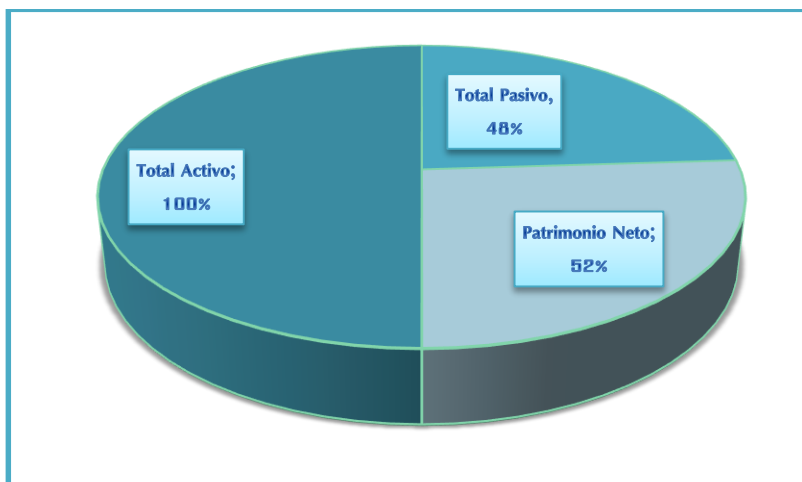 Total Pasivo,
48%
Total Activo;
100%
Patrimonio Neto;
52%